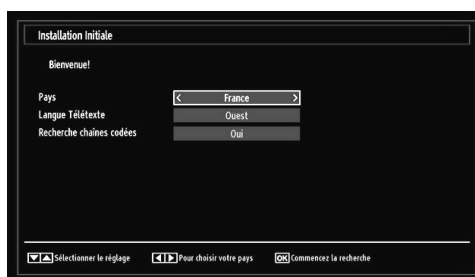 Installation Initiale
Bienvenue!
Pays < France >
Langue Télétexte Ouest
Recherche chaines codées Oui
Sélectionner le réglage Pour choisir votre pays OK Commencez la recherche